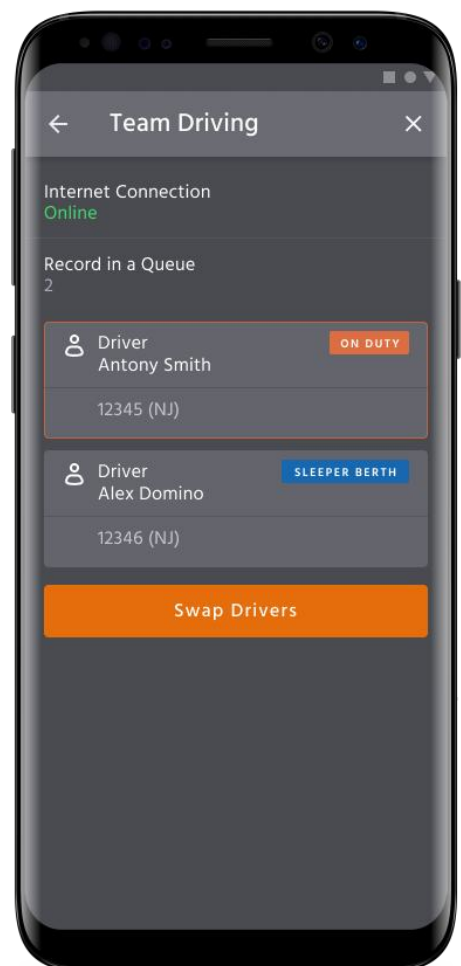 Team Driving
Internet Connection
Online
Record in a Queue
2
Driver
ON DUTY
Antony Smith
12345 (NJ)
Driver
SLEEPER BERTH
Alex Domino
12346 (NJ)
Swap Drivers